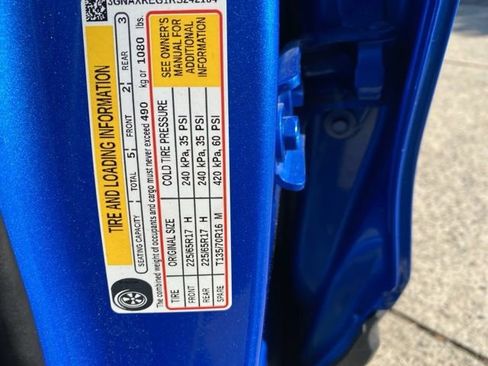 3GNAXKEG1RS242184
TIRE AND LOADING INFORMATION
SEATING CAPACITY TOTAL 5 FRONT 2 REAR 3
The combined weight of occupants and cargo must never exceed 490 kg or 1080 lbs.
TIRE ORIGINAL SIZE COLD TIRE PRESSURE
FRONT 225/65R17 H 240 kPa, 35 PSI
REAR 225/65R17 H 240 kPa, 35 PSI
SPARE T135/70R16 M 420 kPa, 60 PSI
SEE OWNER'S
MANUAL FOR
ADDITIONAL
INFORMATION